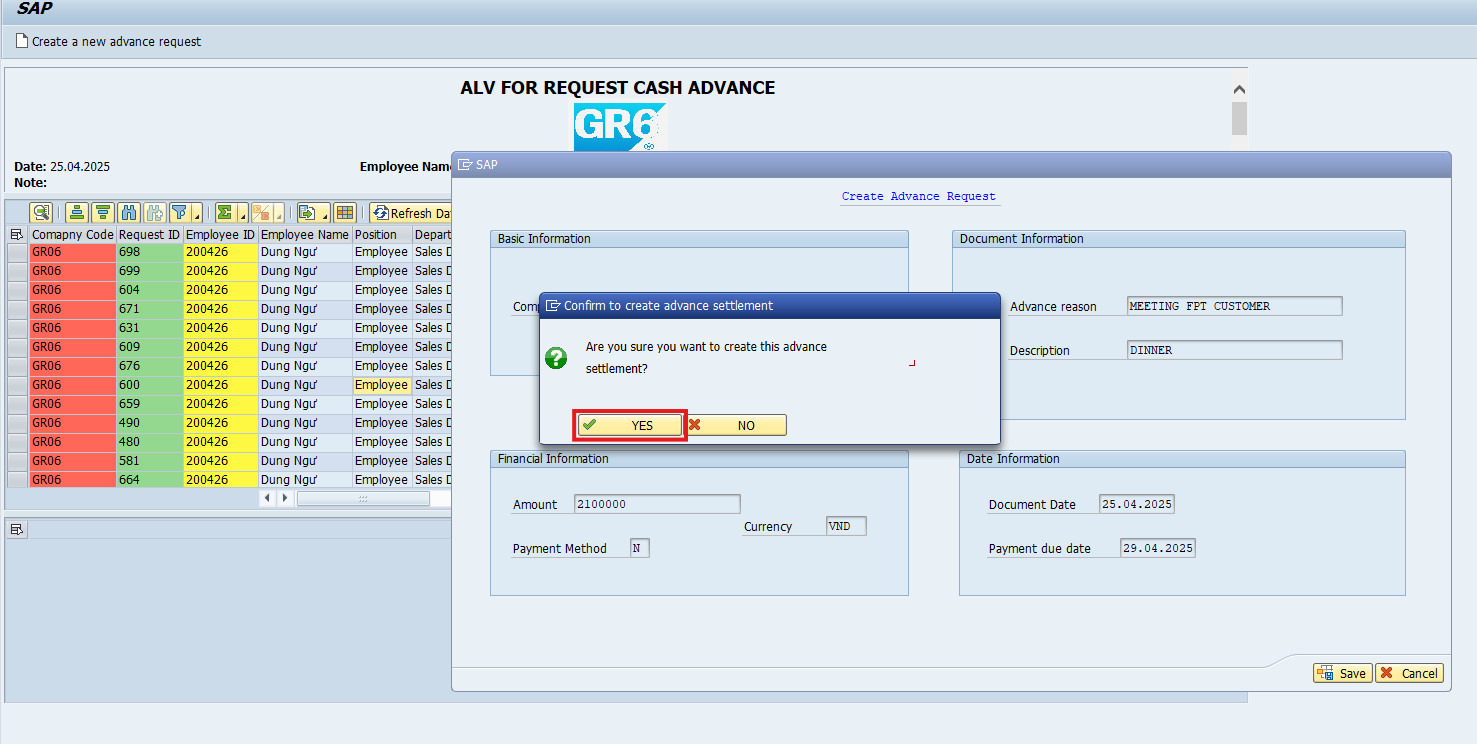 SAP
Create a new advance request
ALV FOR REQUEST CASH ADVANCE
GR6
Date: 25.04.2025
Employee Nam
Note:
Refresh Da
Comapny Code Request ID Employee ID Employee Name Position Depart
GR06 698 200426 Dung Ngư Employee Sales D
GR06 699 200426 Dung Ngư Employee Sales D
GR06 604 200426 Dung Ngư Employee Sales D
GR06 671 200426 Dung Ngư Employee Sales D
GR06 631 200426 Dung Ngư Employee Sales D
GR06 609 200426 Dung Ngư Employee Sales D
GR06 676 200426 Dung Ngư Employee Sales D
GR06 600 200426 Dung Ngư Employee Sales D
GR06 659 200426 Dung Ngư Employee Sales D
GR06 490 200426 Dung Ngư Employee Sales D
GR06 480 200426 Dung Ngư Employee Sales D
GR06 581 200426 Dung Ngư Employee Sales D
GR06 664 200426 Dung Ngư Employee Sales D
SAP
Create Advance Request
Basic Information
Com
Document Information
Advance reason MEETING FPT CUSTOMER
Description DINNER
Confirm to create advance settlement
Are you sure you want to create this advance
settlement?
YES NO
Financial Information
Amount 2100000
Currency VND
Payment Method N
Date Information
Document Date 25.04.2025
Payment due date 29.04.2025
Save Cancel